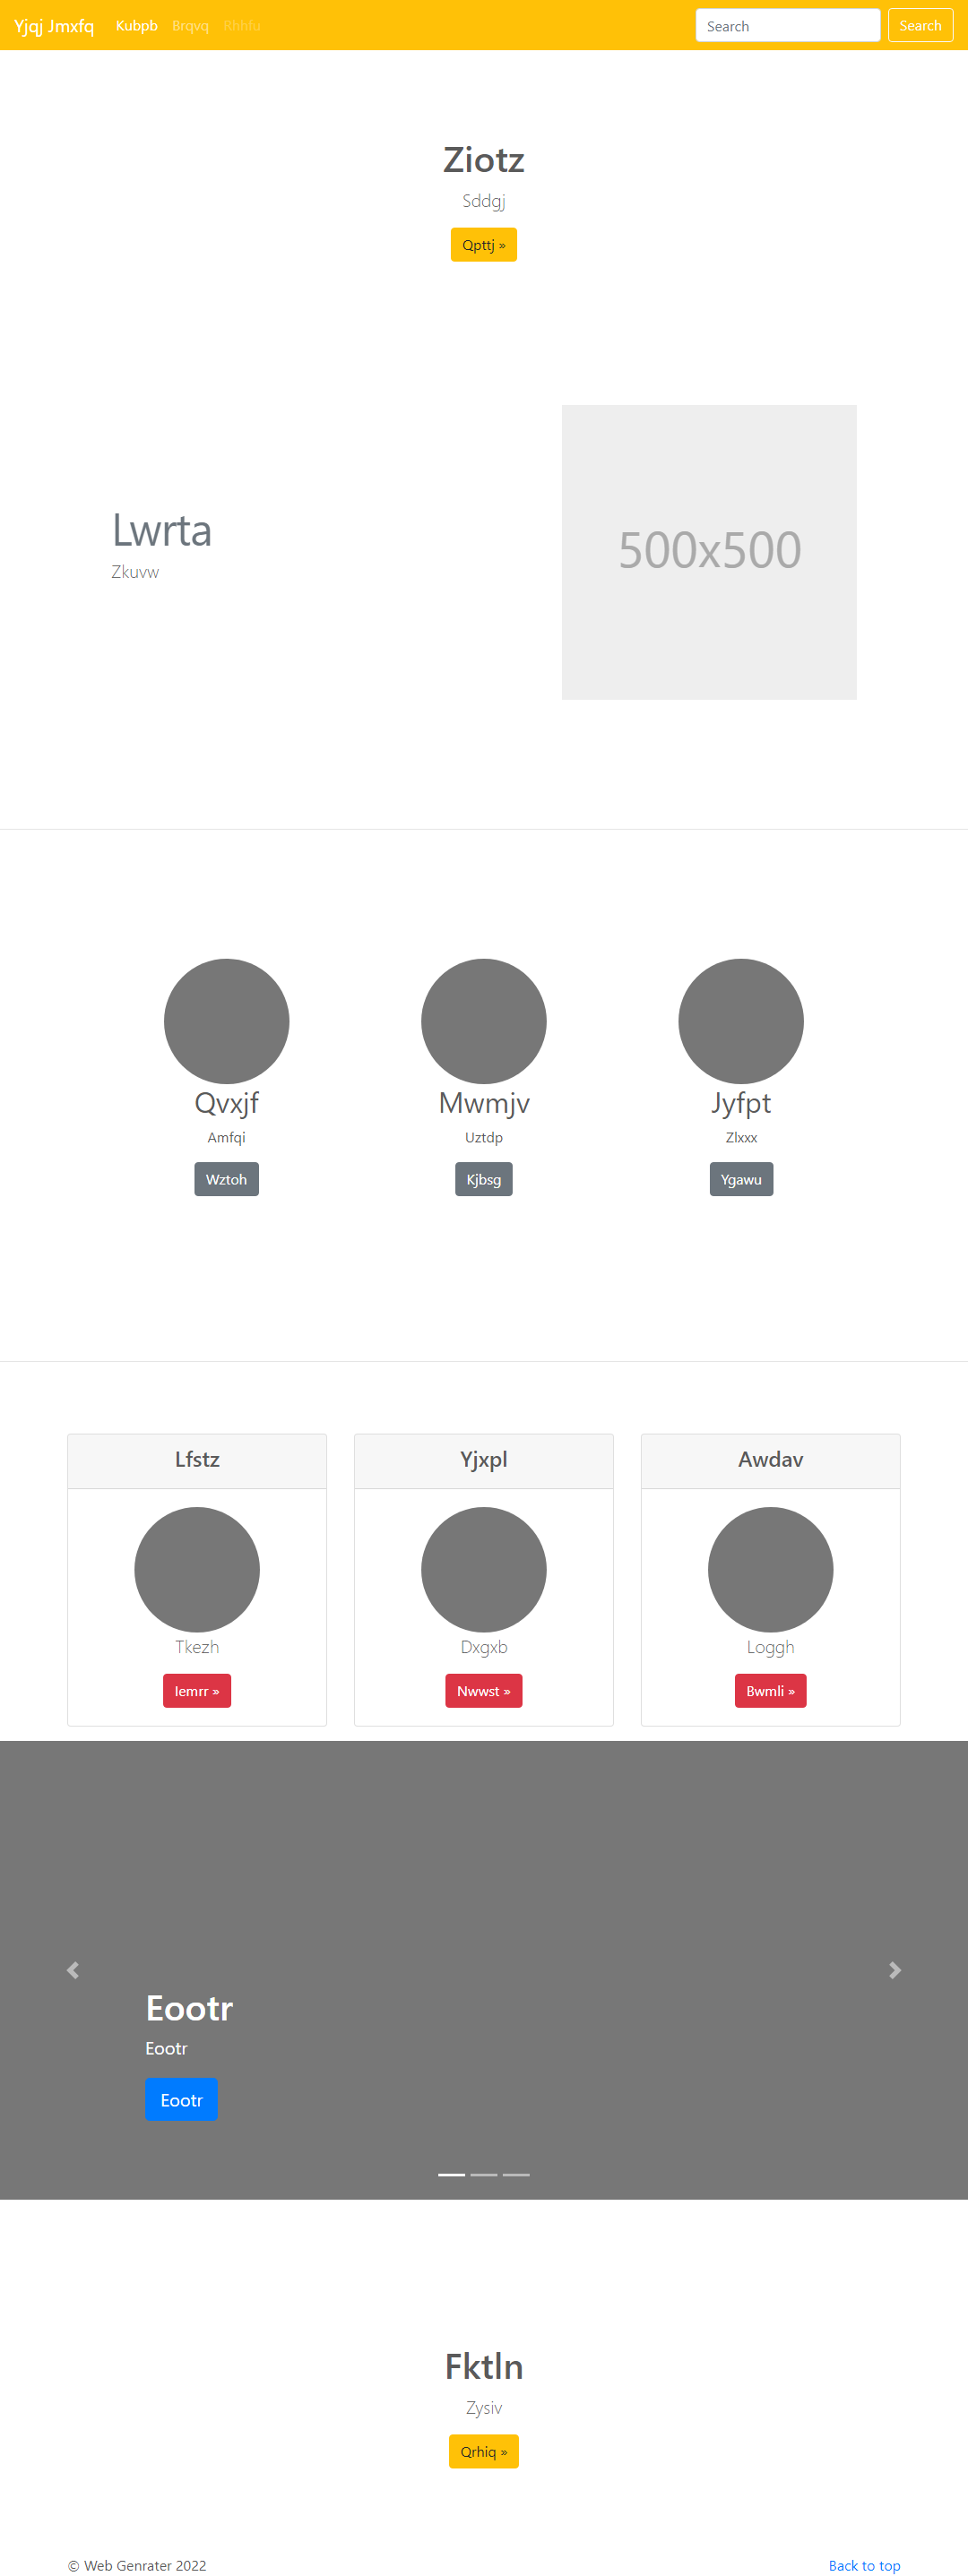 Yjqj Jmxfq Kubpb Brqvq Rhhfu Search Search
Ziotz
Sddgj
Qpttj »
Lwrta
Zkuvw
500x500
Qvxjf Mwmjv Jyfpt
Amfqi Uztdp Zlxxx
Wztoh Kjbsg Ygawu
Lfstz Yjxpl Awdav
Tkezh Dxgxb Loggh
Iemrr » Nwwst » Bwmli »
Eootr
Eootr
Eootr
Fktln
Zysiv
Qrhiq »
© Web Genrater 2022 Back to top